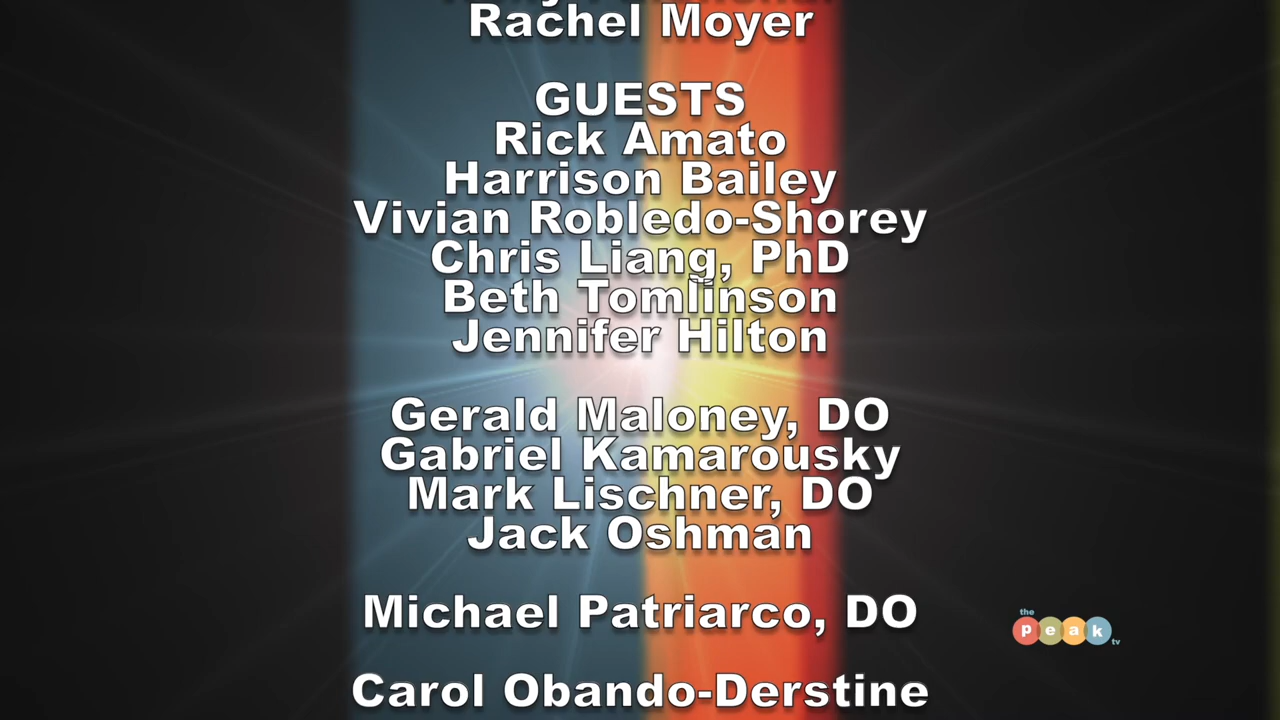 Rachel Moyer
GUESTS
Rick Amato
Harrison Bailey
Vivian Robledo-Shorey
Chris Liang, PhD
Beth Tomlinson
Jennifer Hilton
Gerald Maloney, DO
Gabriel Kamarousky
Mark Lischner, DO
Jack Oshman
Michael Patriarco, DO
the
peak
tv
Carol Obando-Derstine